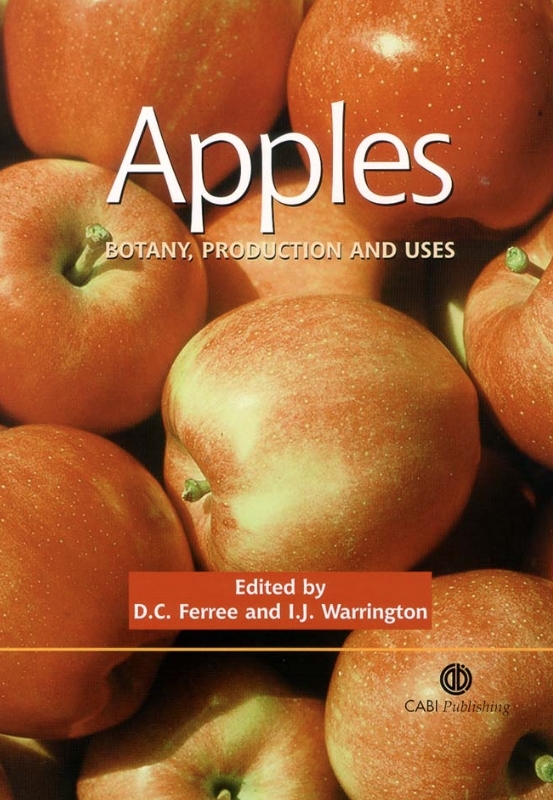 Apples
BOTANY, PRODUCTION AND USES
Edited by
D.C. Ferree and I.J. Warrington
CABI Publishing